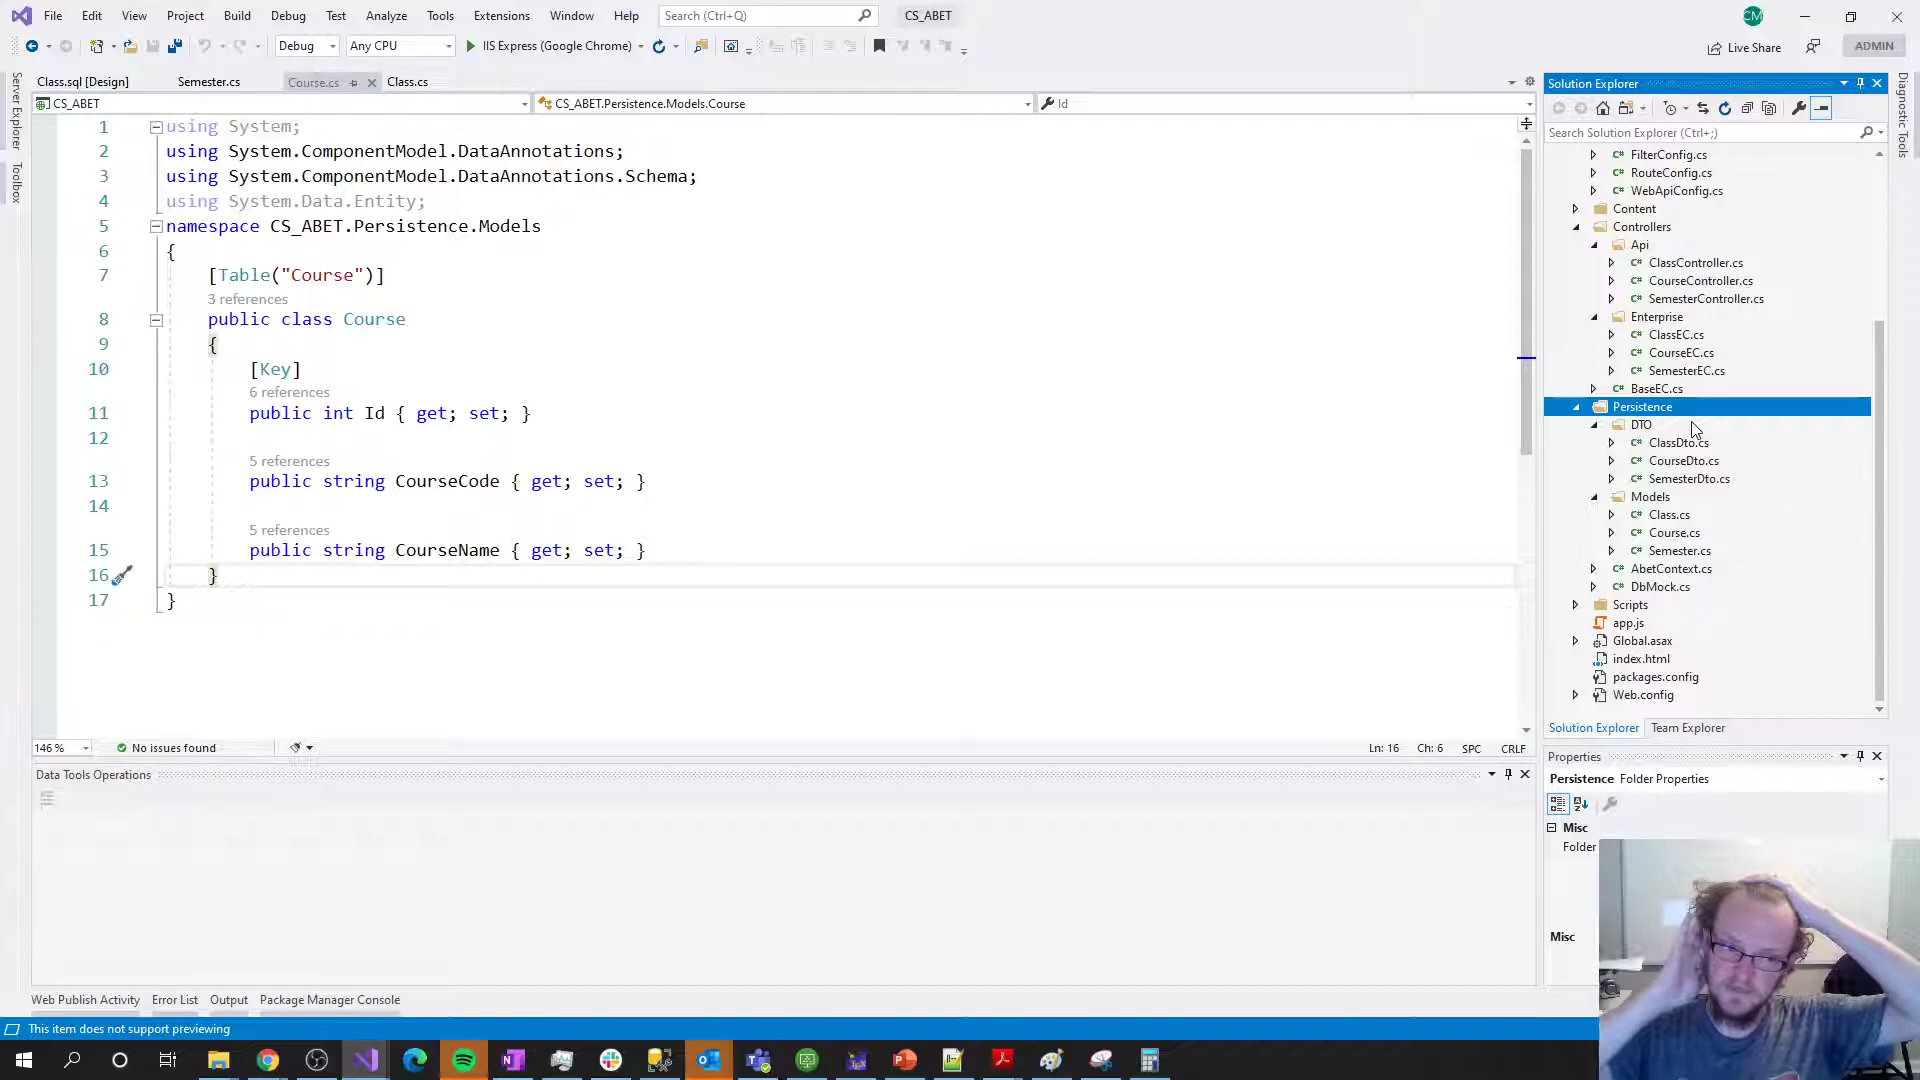 File Edit View Project Build Debug Test Analyze Tools Extensions Window Help Search (Ctrl+Q) CS_ABET CM
Debug Any CPU IIS Express (Google Chrome) Live Share ADMIN
Server Explorer
Toolbox
Class.sql [Design] Semester.cs Course.cs Class.cs
CS_ABET CS_ABET.Persistence.Models.Course Id
1 using System;
2 using System.ComponentModel.DataAnnotations;
3 using System.ComponentModel.DataAnnotations.Schema;
4 using System.Data.Entity;
5 namespace CS_ABET.Persistence.Models
6 {
7 [Table("Course")]
3 references
8 public class Course
9 {
10 [Key]
6 references
11 public int Id { get; set; }
12
5 references
13 public string CourseCode { get; set; }
14
5 references
15 public string CourseName { get; set; }
16 }
17 }
146 % No issues found Ln: 16 Ch: 6 SPC CRLF
Data Tools Operations
Web Publish Activity Error List Output Package Manager Console
This item does not support previewing
Solution Explorer
Search Solution Explorer (Ctrl+;)
C# FilterConfig.cs
C# RouteConfig.cs
C# WebApiConfig.cs
Content
Controllers
Api
C# ClassController.cs
C# CourseController.cs
C# SemesterController.cs
Enterprise
C# ClassEC.cs
C# CourseEC.cs
C# SemesterEC.cs
C# BaseEC.cs
Persistence
DTO
C# ClassDto.cs
C# CourseDto.cs
C# SemesterDto.cs
Models
C# Class.cs
C# Course.cs
C# Semester.cs
C# AbetContext.cs
C# DbMock.cs
Scripts
app.js
Global.asax
index.html
packages.config
Web.config
Solution Explorer Team Explorer
Properties
Persistence Folder Properties
Misc
Folder
Misc
Diagnostic Tools